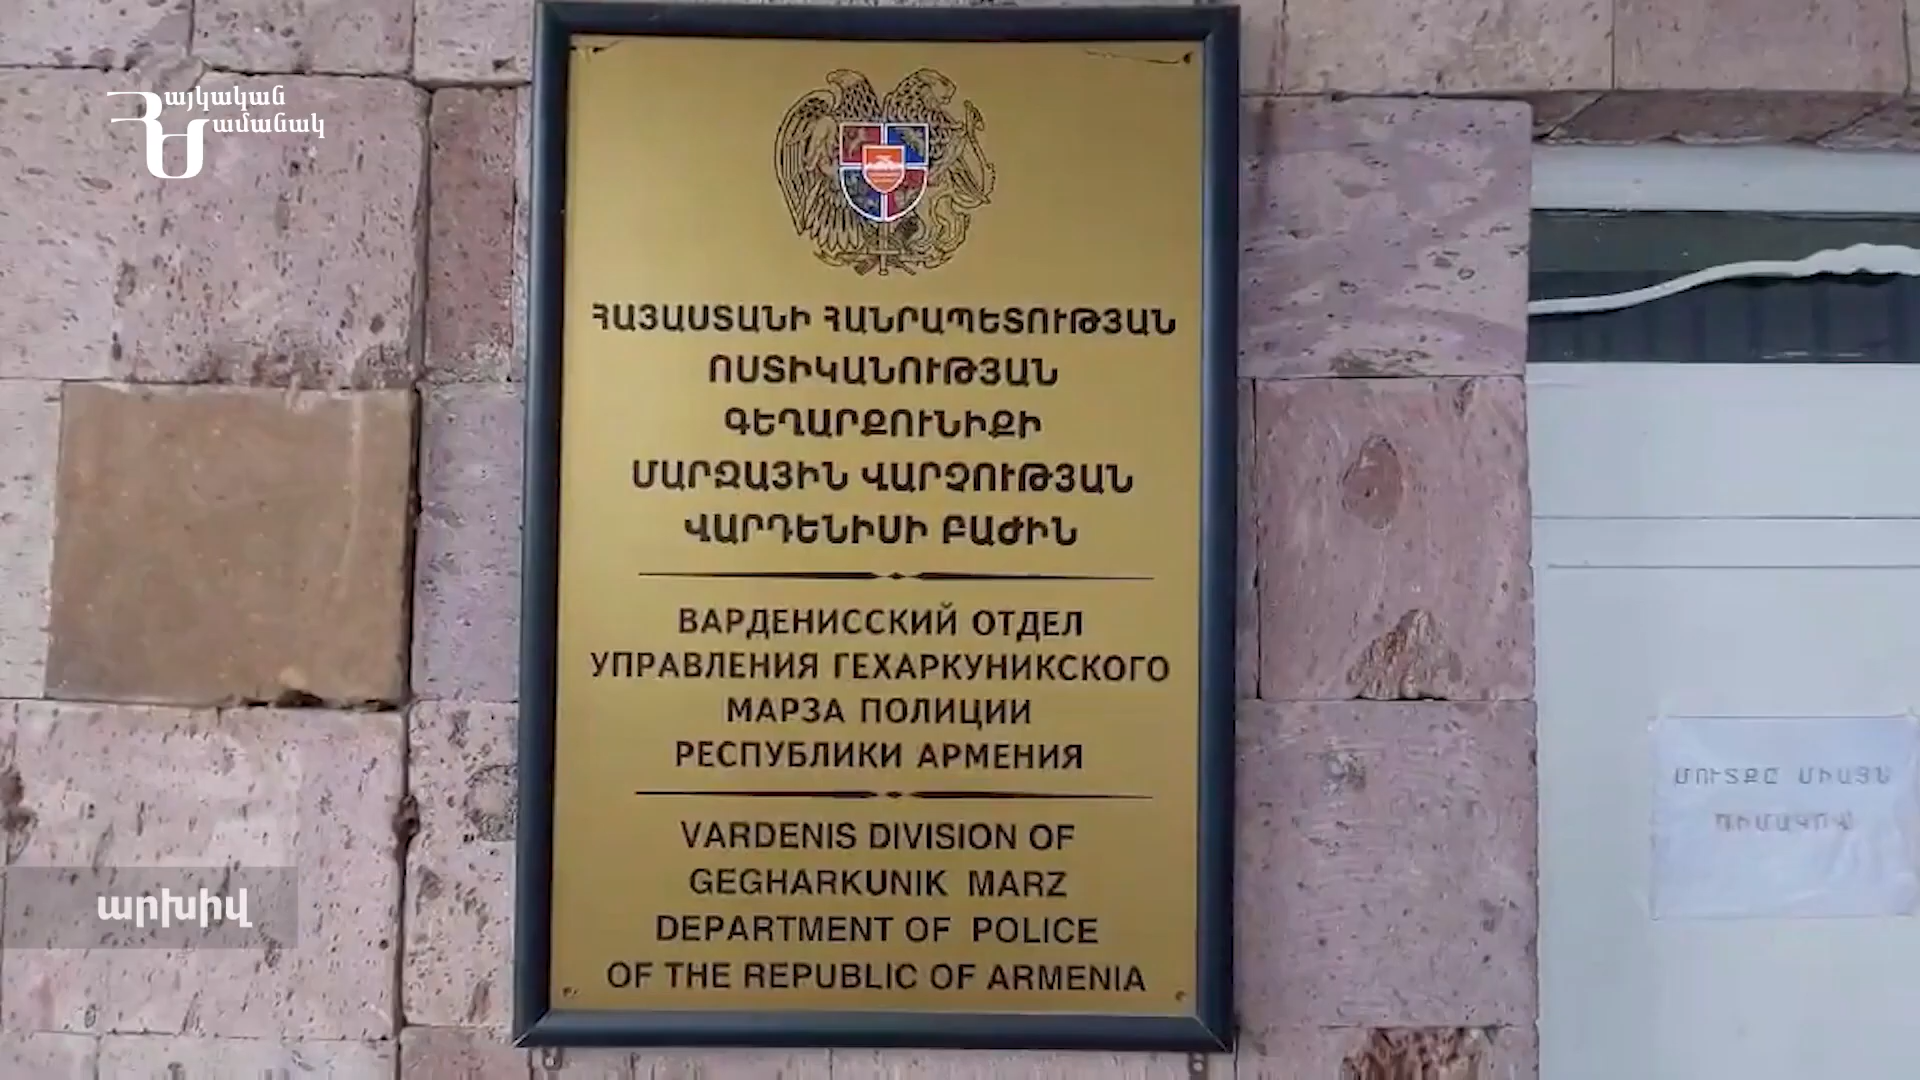 Հայկական
Ժամանակ
ՀԱՅԱՍՏԱՆԻ ՀԱՆՐԱՊԵՏՈՒԹՅԱՆ
ՈՍՏԻԿԱՆՈՒԹՅԱՆ
ԳԵՂԱՐՔՈՒՆԻՔԻ
ՄԱՐԶԱՅԻՆ ՎԱՐՉՈՒԹՅԱՆ
ՎԱՐԴԵՆԻՍԻ ԲԱԺԻՆ
ВАРДЕНИССКИЙ ОТДЕЛ
УПРАВЛЕНИЯ ГЕХАРКУНИКСКОГО
МАРЗА ПОЛИЦИИ
РЕСПУБЛИКИ АРМЕНИЯ
VARDENIS DIVISION OF
GEGHARKUNIK MARZ
DEPARTMENT OF POLICE
OF THE REPUBLIC OF ARMENIA
ՄՈՒՏՔԸ ՄԻԱՅՆ
ԴԻՄԱԿՈՎ
արխիվ